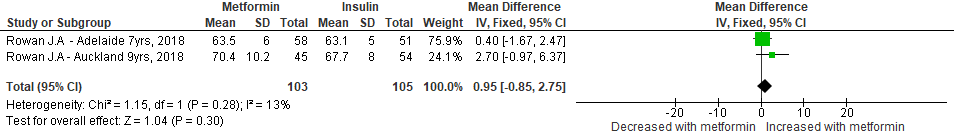 Metformin Insulin Mean Difference Mean Difference
Study or Subgroup Mean SD Total Mean SD Total Weight IV, Fixed, 95% CI IV, Fixed, 95% CI
Rowan J.A - Adelaide 7yrs, 2018 63.5 6 58 63.1 5 51 75.9% 0.40 [-1.67, 2.47]
Rowan J.A - Auckland 9yrs, 2018 70.4 10.2 45 67.7 8 54 24.1% 2.70 [-0.97, 6.37]
Total (95% CI) 103 105 100.0% 0.95 [-0.85, 2.75]
Heterogeneity: Chi² = 1.15, df = 1 (P = 0.28); I² = 13%
Test for overall effect: Z = 1.04 (P = 0.30)
-20 -10 0 10 20
Decreased with metformin Increased with metformin